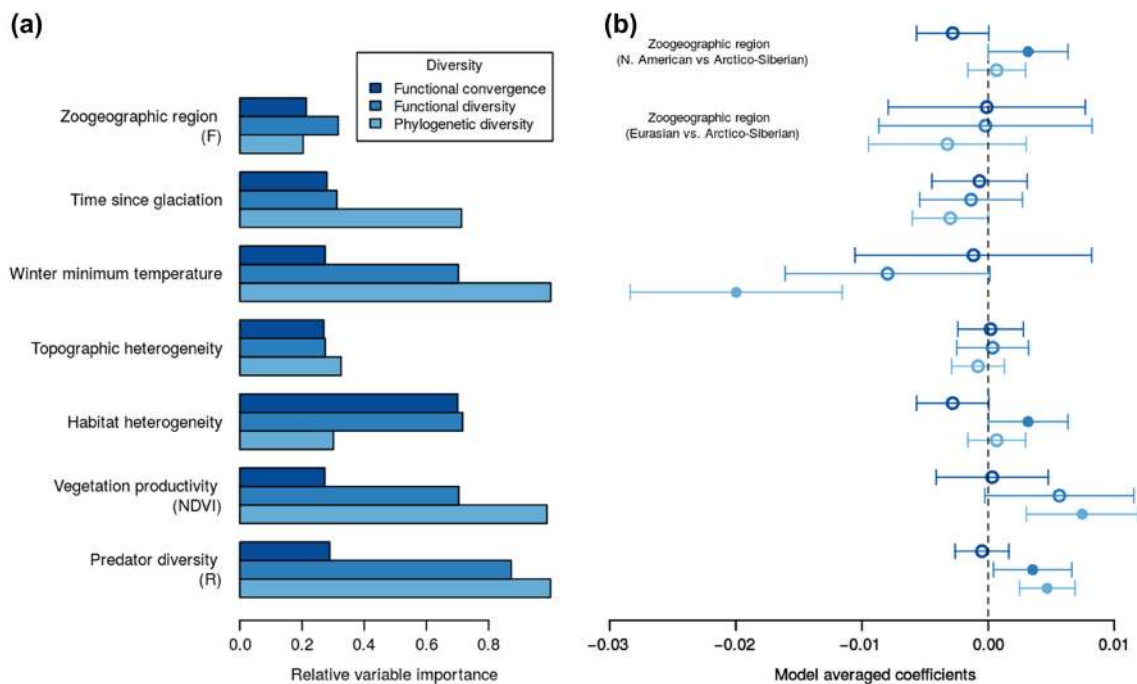 (a)
Diversity
Functional convergence
Functional diversity
Phylogenetic diversity
Zoogeographic region
(F)
Time since glaciation
Winter minimum temperature
Topographic heterogeneity
Habitat heterogeneity
Vegetation productivity
(NDVI)
Predator diversity
(R)
0.0 0.2 0.4 0.6 0.8
Relative variable importance
(b)
Zoogeographic region
(N. American vs Arctico-Siberian)
Zoogeographic region
(Eurasian vs. Arctico-Siberian)
−0.03 −0.02 −0.01 0.00 0.01
Model averaged coefficients